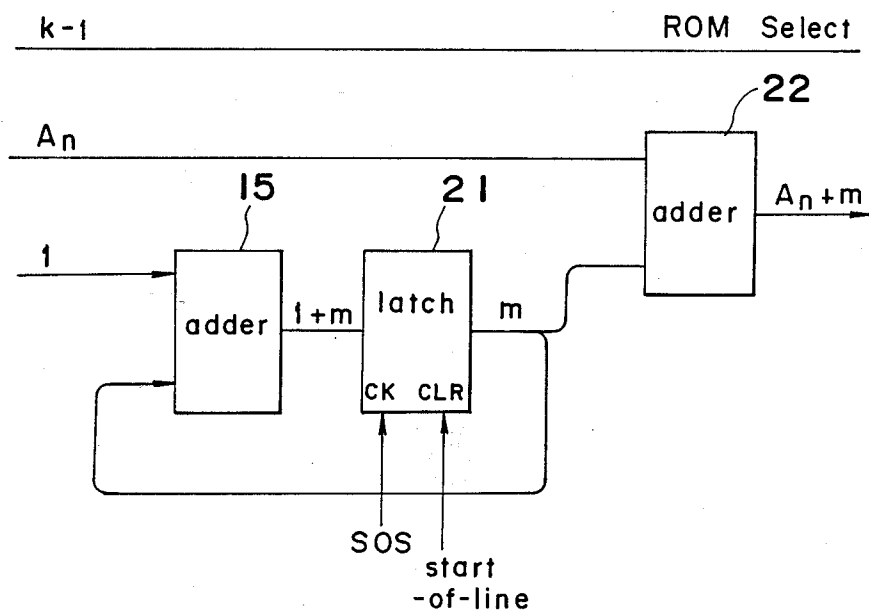 k-1 ROM Select
22
An
An+m
adder
15
21
1
adder
1+m
latch
m
CK CLR
SOS
start
-of-line